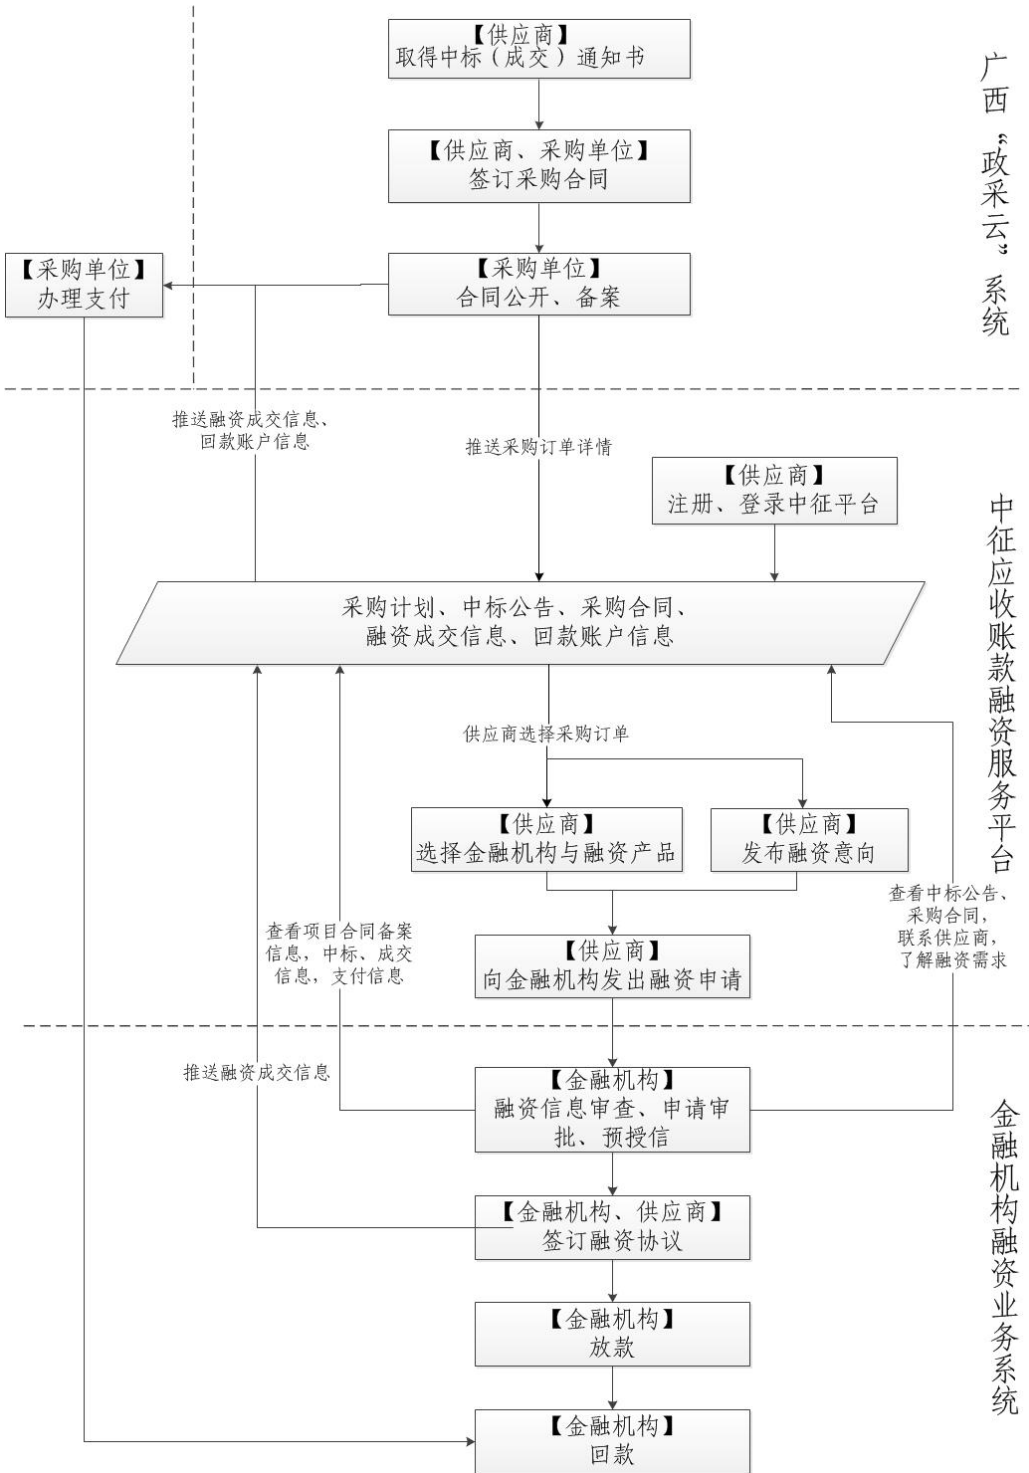 【供应商】
取得中标（成交）通知书
【供应商、采购单位】
签订采购合同
【采购单位】
合同公开、备案
【采购单位】
办理支付
广西“政采云”系统
推送融资成交信息、
回款账户信息
推送采购订单详情
【供应商】
注册、登录中征平台
采购计划、中标公告、采购合同、
融资成交信息、回款账户信息
供应商选择采购订单
【供应商】
选择金融机构与融资产品
【供应商】
发布融资意向
中征应收账款融资服务平台
查看项目合同备案
信息，中标、成交
信息，支付信息
查看中标公告、
采购合同，
联系供应商，
了解融资需求
【供应商】
向金融机构发出融资申请
推送融资成交信息
【金融机构】
融资信息审查、申请审
批、预授信
【金融机构、供应商】
签订融资协议
【金融机构】
放款
【金融机构】
回款
金融机构融资业务系统